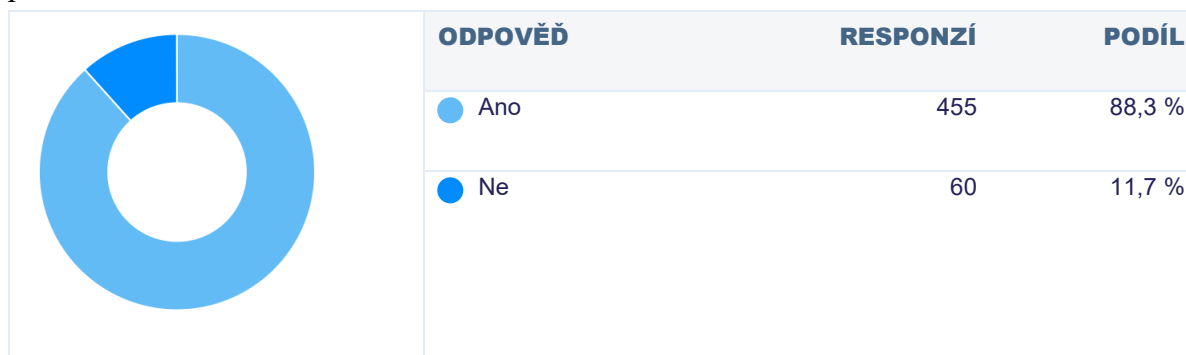 ODPOVĚĎ RESPONZÍ PODÍL
Ano 455 88,3 %
Ne 60 11,7 %